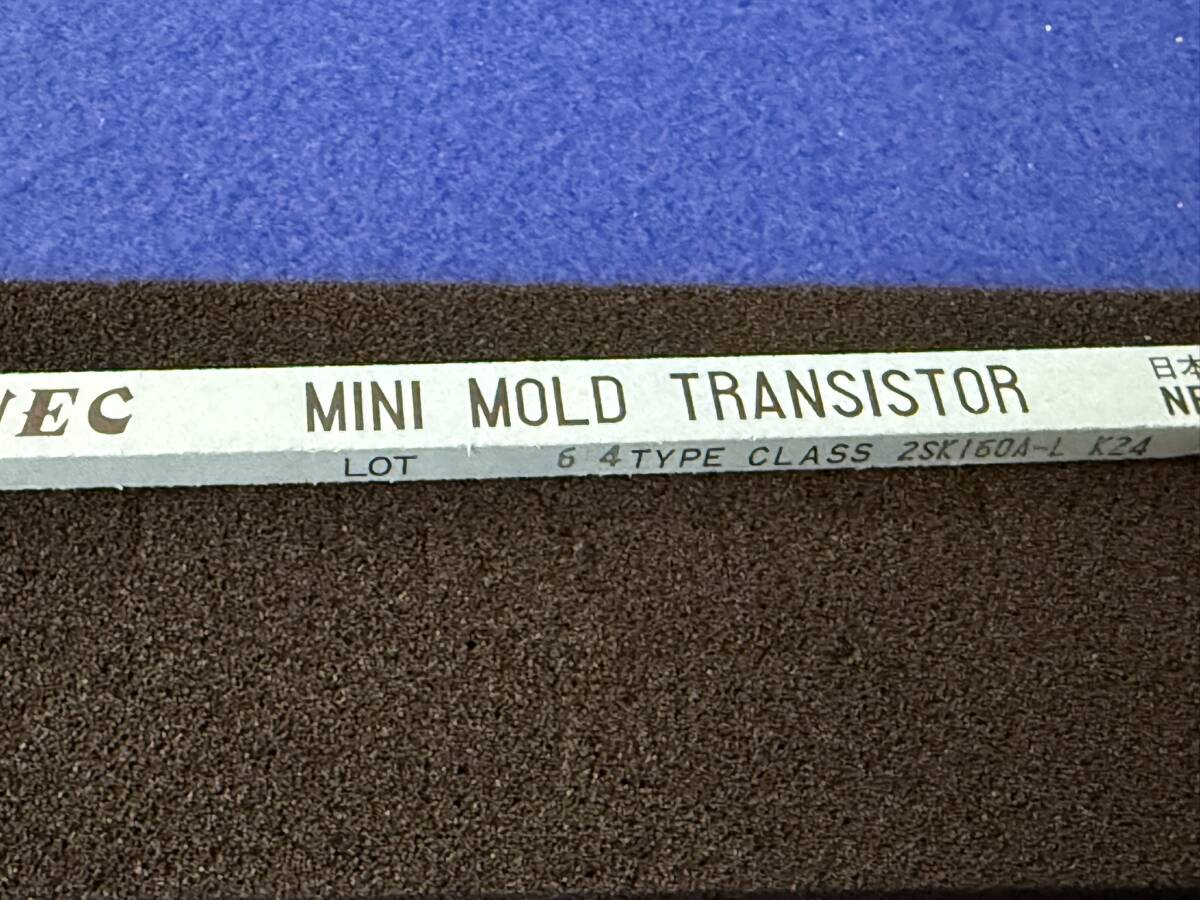 NEC MINI MOLD TRANSISTOR 日本
LOT 6 4 TYPE CLASS 2SK160A-L K24